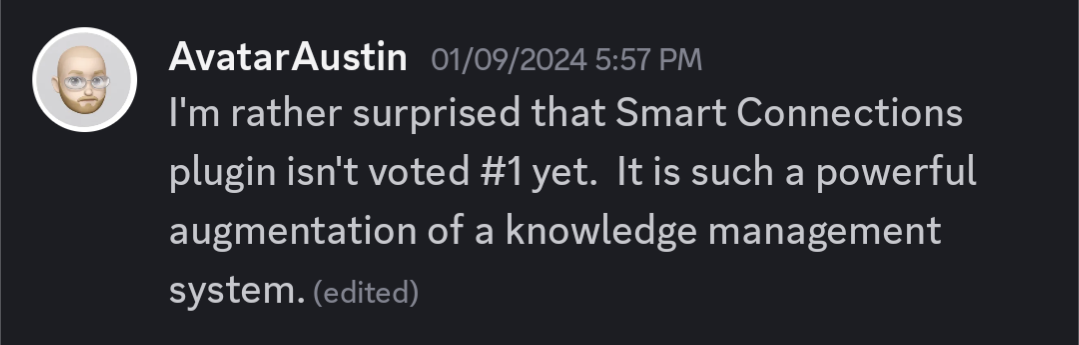 AvatarAustin 01/09/2024 5:57 PM
I'm rather surprised that Smart Connections
plugin isn't voted #1 yet.  It is such a powerful
augmentation of a knowledge management
system. (edited)